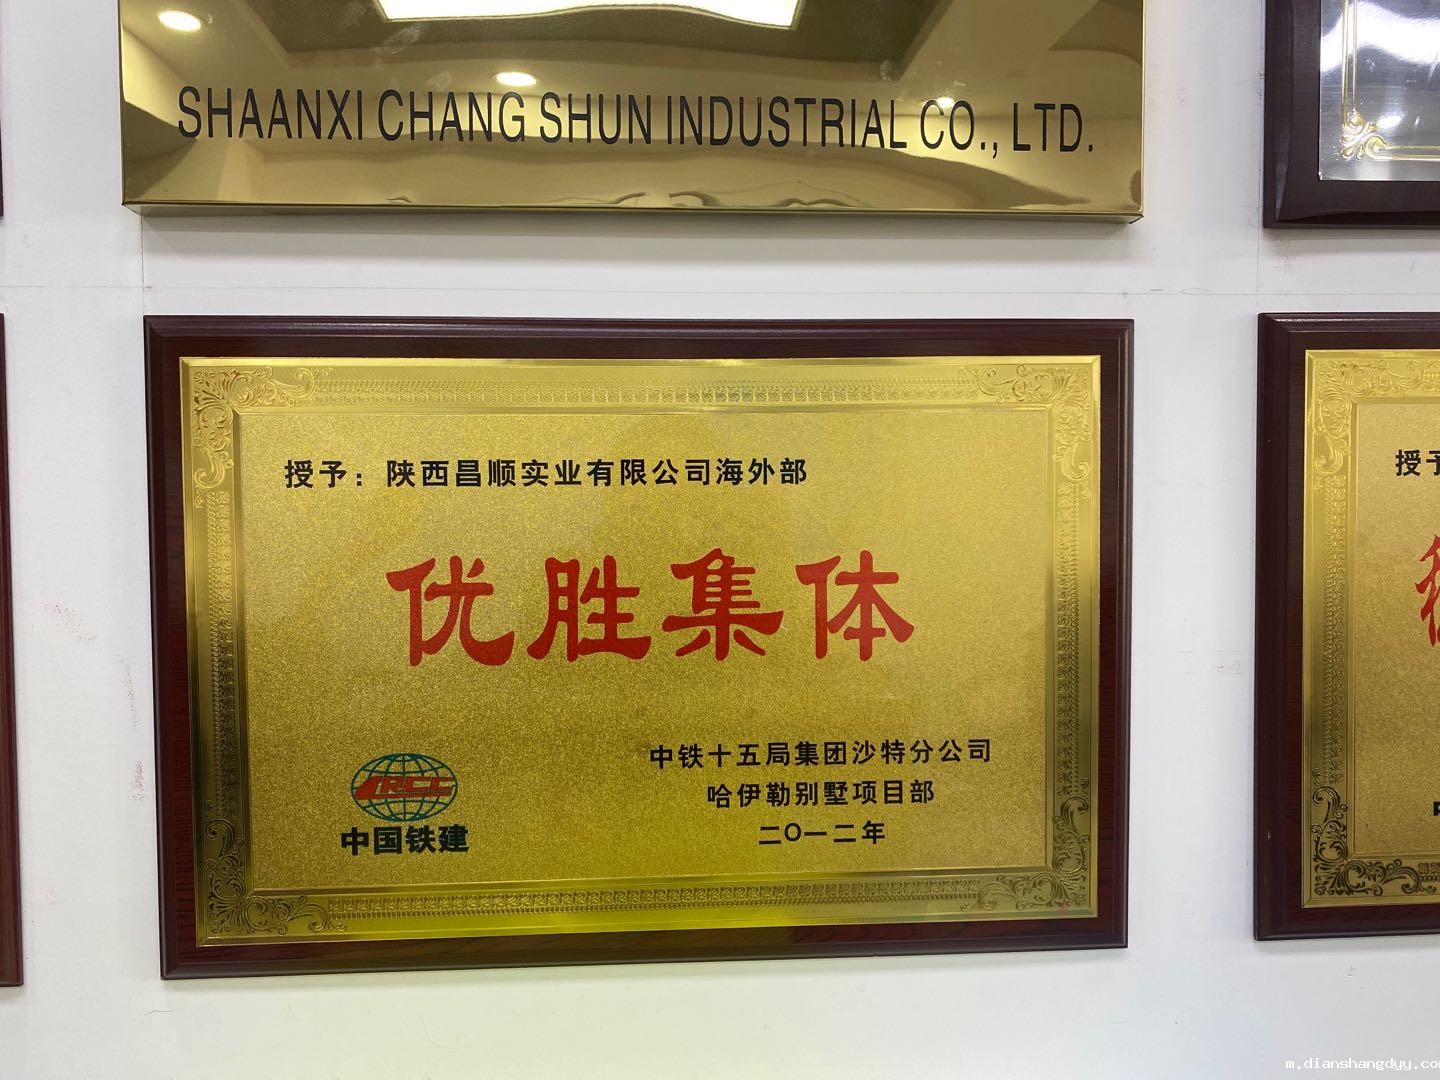 SHAANXI CHANG SHUN INDUSTRIAL CO., LTD.
授予：陕西昌顺实业有限公司海外部
优胜集体
CRCC
中国铁建
中铁十五局集团沙特分公司
哈伊勒别墅项目部
二〇一二年
授予
m.dianshangdyy.com